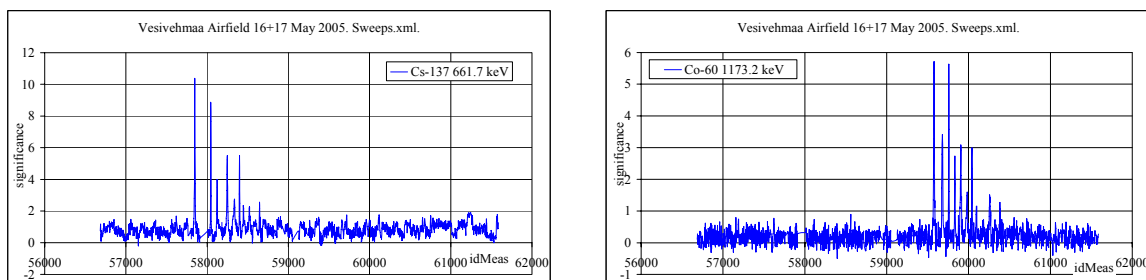 Vesivehmaa Airfield 16+17 May 2005. Sweeps.xml.
12
10
8
6
4
2
0
-2
significance
Cs-137 661.7 keV
56000 57000 58000 59000 60000 61000 62000
idMeas
Vesivehmaa Airfield 16+17 May 2005. Sweeps.xml.
6
5
4
3
2
1
0
-1
significance
Co-60 1173.2 keV
56000 57000 58000 59000 60000 61000 62000
idMeas